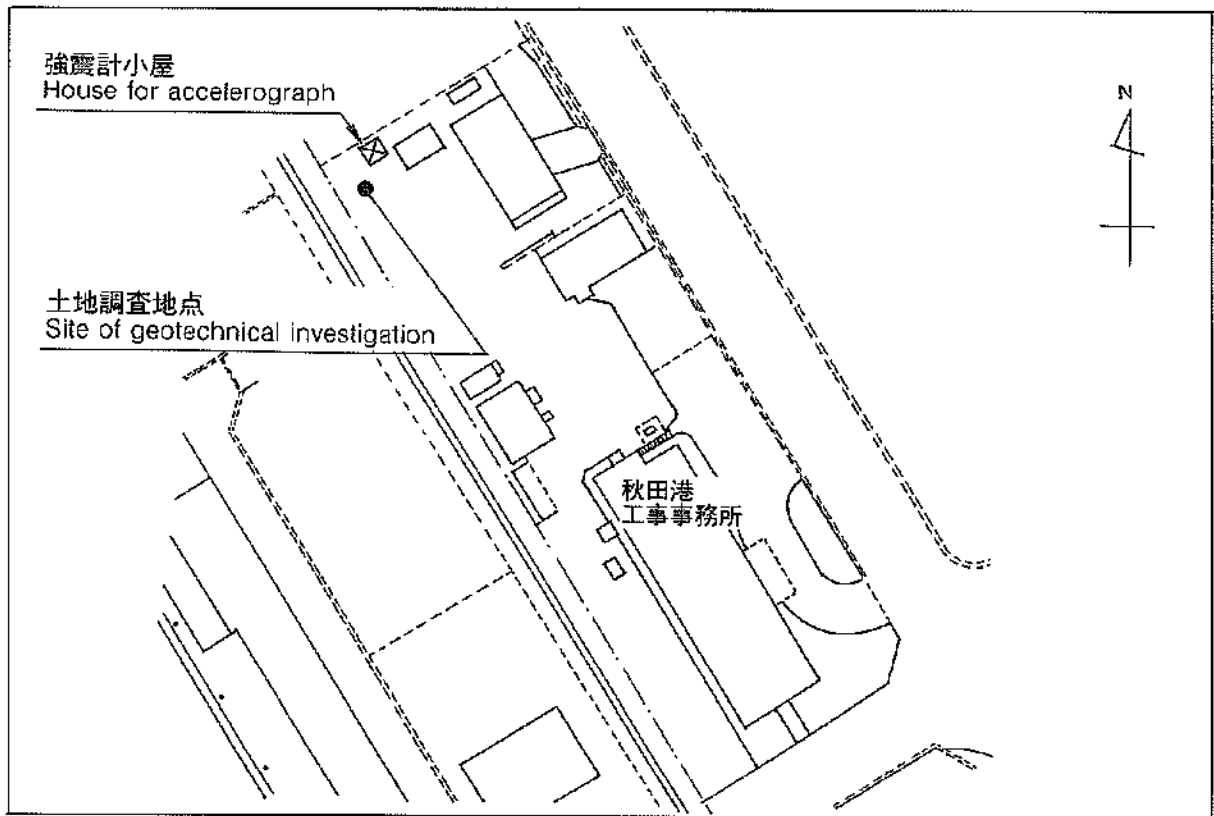 強震計小屋
House for accelerograph
N
土地調査地点
Site of geotechnical investigation
秋田港
工事事務所